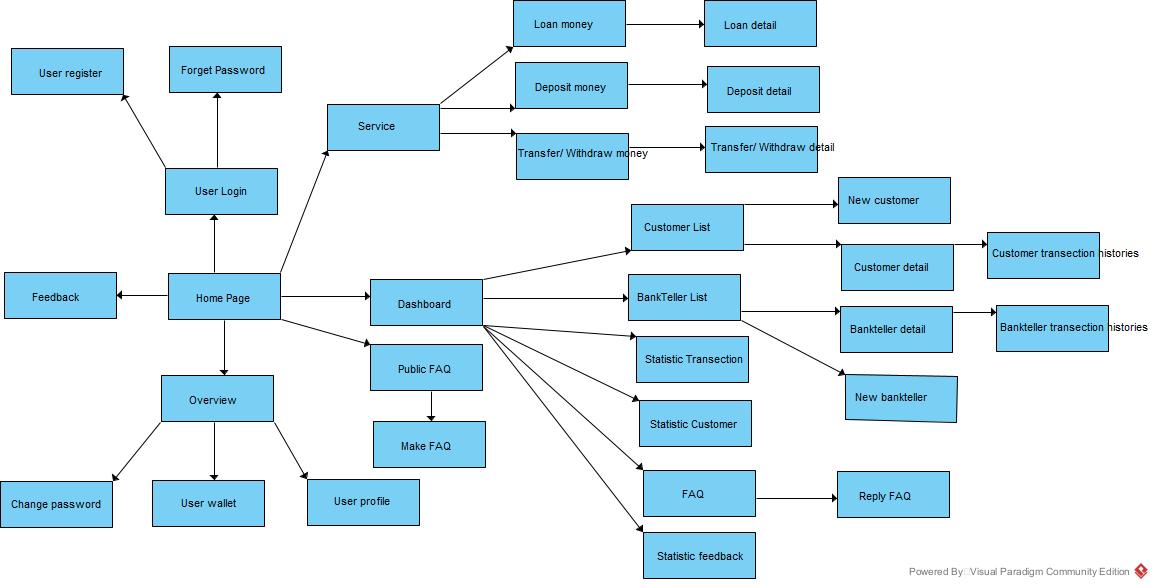 Loan money
Loan detail
User register
Forget Password
Deposit money
Deposit detail
Service
Transfer/ Withdraw money
Transfer/ Withdraw detail
User Login
New customer
Customer List
Customer detail
Customer transection histories
Feedback
Home Page
Dashboard
BankTeller List
Bankteller detail
Bankteller transection histories
Public FAQ
Statistic Transection
Overview
New bankteller
Make FAQ
Statistic Customer
Change password
User wallet
User profile
FAQ
Reply FAQ
Statistic feedback
Powered By Visual Paradigm Community Edition